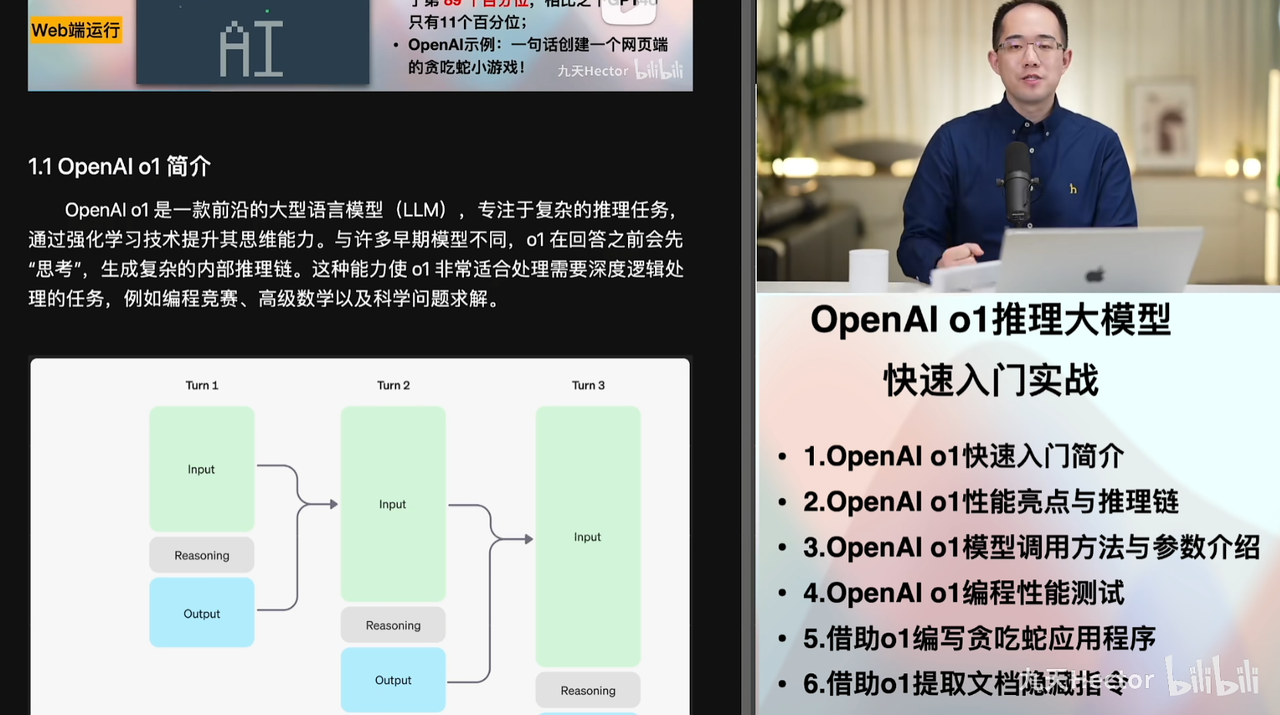 Web端运行
AI
只有11个百分位；
• OpenAI示例：一句话创建一个网页端
的贪吃蛇小游戏！
九天Hector bilibili
1.1 OpenAI o1 简介
OpenAI o1 是一款前沿的大型语言模型（LLM），专注于复杂的推理任务，
通过强化学习技术提升其思维能力。与许多早期模型不同，o1 在回答之前会先
“思考”，生成复杂的内部推理链。这种能力使 o1 非常适合处理需要深度逻辑处
理的任务，例如编程竞赛、高级数学以及科学问题求解。
Turn 1
Turn 2
Turn 3
Input
Input
Input
Reasoning
Output
Reasoning
Output
Reasoning
h
OpenAI o1推理大模型
快速入门实战
• 1.OpenAI o1快速入门简介
• 2.OpenAI o1性能亮点与推理链
• 3.OpenAI o1模型调用方法与参数介绍
• 4.OpenAI o1编程性能测试
• 5.借助o1编写贪吃蛇应用程序
• 6.借助o1提取文档隐藏指令
九天Hector bilibili